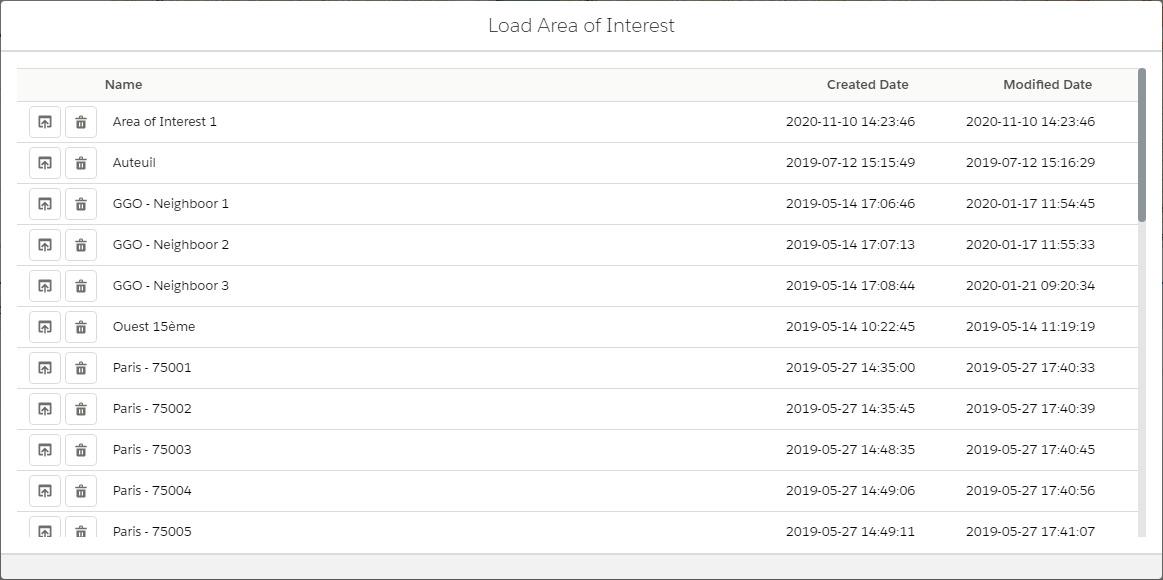 Load Area of Interest
Name Created Date Modified Date
Area of Interest 1 2020-11-10 14:23:46 2020-11-10 14:23:46
Auteuil 2019-07-12 15:15:49 2019-07-12 15:16:29
GGO - Neighboor 1 2019-05-14 17:06:46 2020-01-17 11:54:45
GGO - Neighboor 2 2019-05-14 17:07:13 2020-01-17 11:55:33
GGO - Neighboor 3 2019-05-14 17:08:44 2020-01-21 09:20:34
Ouest 15ème 2019-05-14 10:22:45 2019-05-14 11:19:19
Paris - 75001 2019-05-27 14:35:00 2019-05-27 17:40:33
Paris - 75002 2019-05-27 14:35:45 2019-05-27 17:40:39
Paris - 75003 2019-05-27 14:48:35 2019-05-27 17:40:45
Paris - 75004 2019-05-27 14:49:06 2019-05-27 17:40:56
Paris - 75005 2019-05-27 14:49:11 2019-05-27 17:41:07